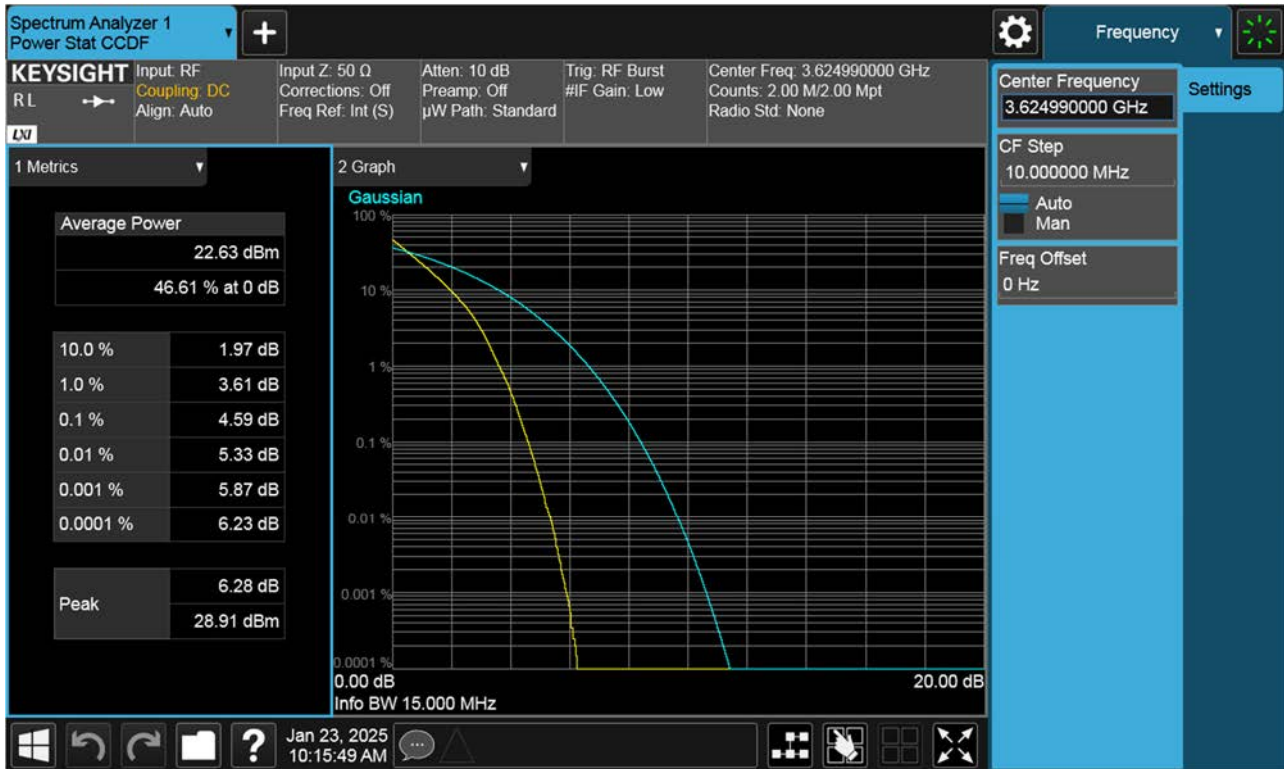 Spectrum Analyzer 1
Power Stat CCDF
Frequency
KEYSIGHT
RL
LXI
Input: RF
Coupling: DC
Align: Auto
Input Z: 50 Ω
Corrections: Off
Freq Ref: Int (S)
Atten: 10 dB
Preamp: Off
µW Path: Standard
Trig: RF Burst
#IF Gain: Low
Center Freq: 3.624990000 GHz
Counts: 2.00 M/2.00 Mpt
Radio Std: None
Center Frequency
3.624990000 GHz
Settings
CF Step
10.000000 MHz
Auto
Man
Freq Offset
0 Hz
1 Metrics
Average Power
22.63 dBm
46.61 % at 0 dB
10.0 % 1.97 dB
1.0 % 3.61 dB
0.1 % 4.59 dB
0.01 % 5.33 dB
0.001 % 5.87 dB
0.0001 % 6.23 dB
Peak
6.28 dB
28.91 dBm
2 Graph
Gaussian
100 %
10 %
1 %
0.1 %
0.01 %
0.001 %
0.0001 %
0.00 dB 20.00 dB
Info BW 15.000 MHz
?
Jan 23, 2025
10:15:49 AM